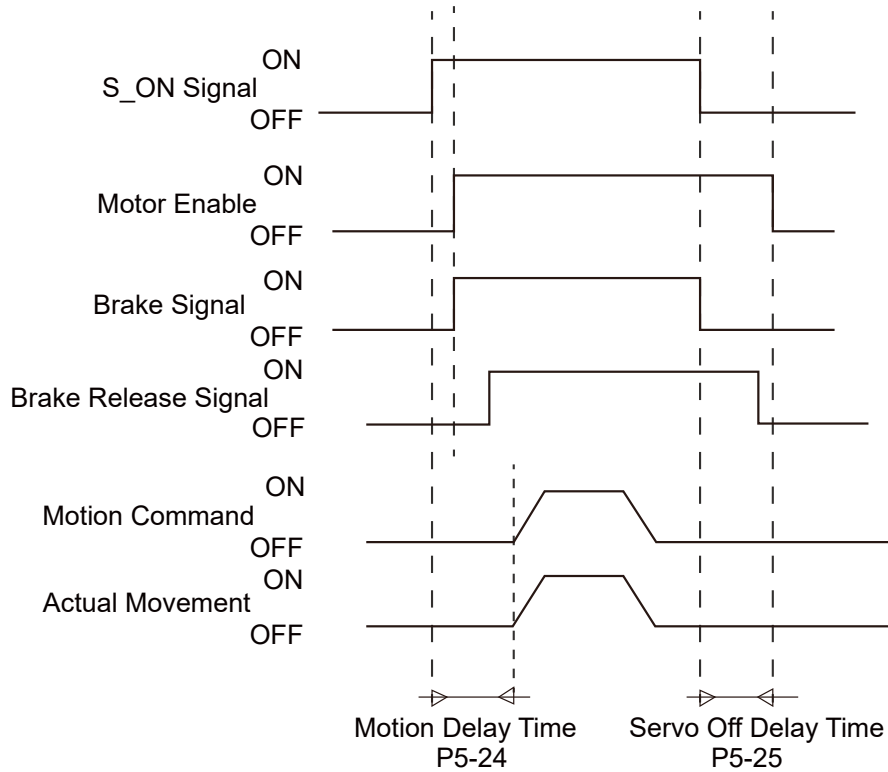 ON
S_ON Signal
OFF
ON
Motor Enable
OFF
ON
Brake Signal
OFF
ON
Brake Release Signal
OFF
ON
Motion Command
OFF
ON
Actual Movement
OFF
Motion Delay Time
P5-24
Servo Off Delay Time
P5-25